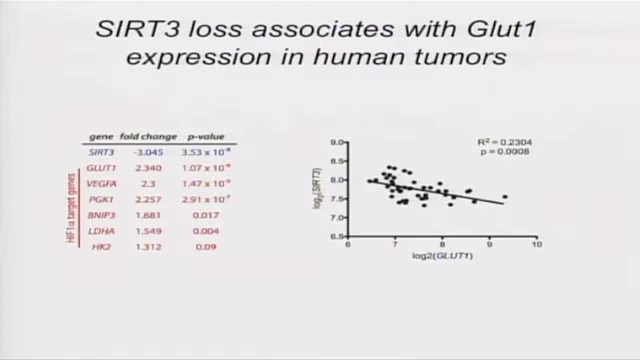 SIRT3 loss associates with Glut1
expression in human tumors
gene fold change p-value
SIRT3 -3.045
GLUT1 2.340
VEGFA 2.3
PGK1 2.257
BNIP3 1.681 0.017
LDHA 1.549 0.004
HK2 1.312 0.09
HIF1α target genes
R² = 0.2304
p = 0.0008
log₂(SIRT3)
9.0
8.5
8.0
7.5
7.0
6.5
6 7 8 9 10
log2(GLUT1)